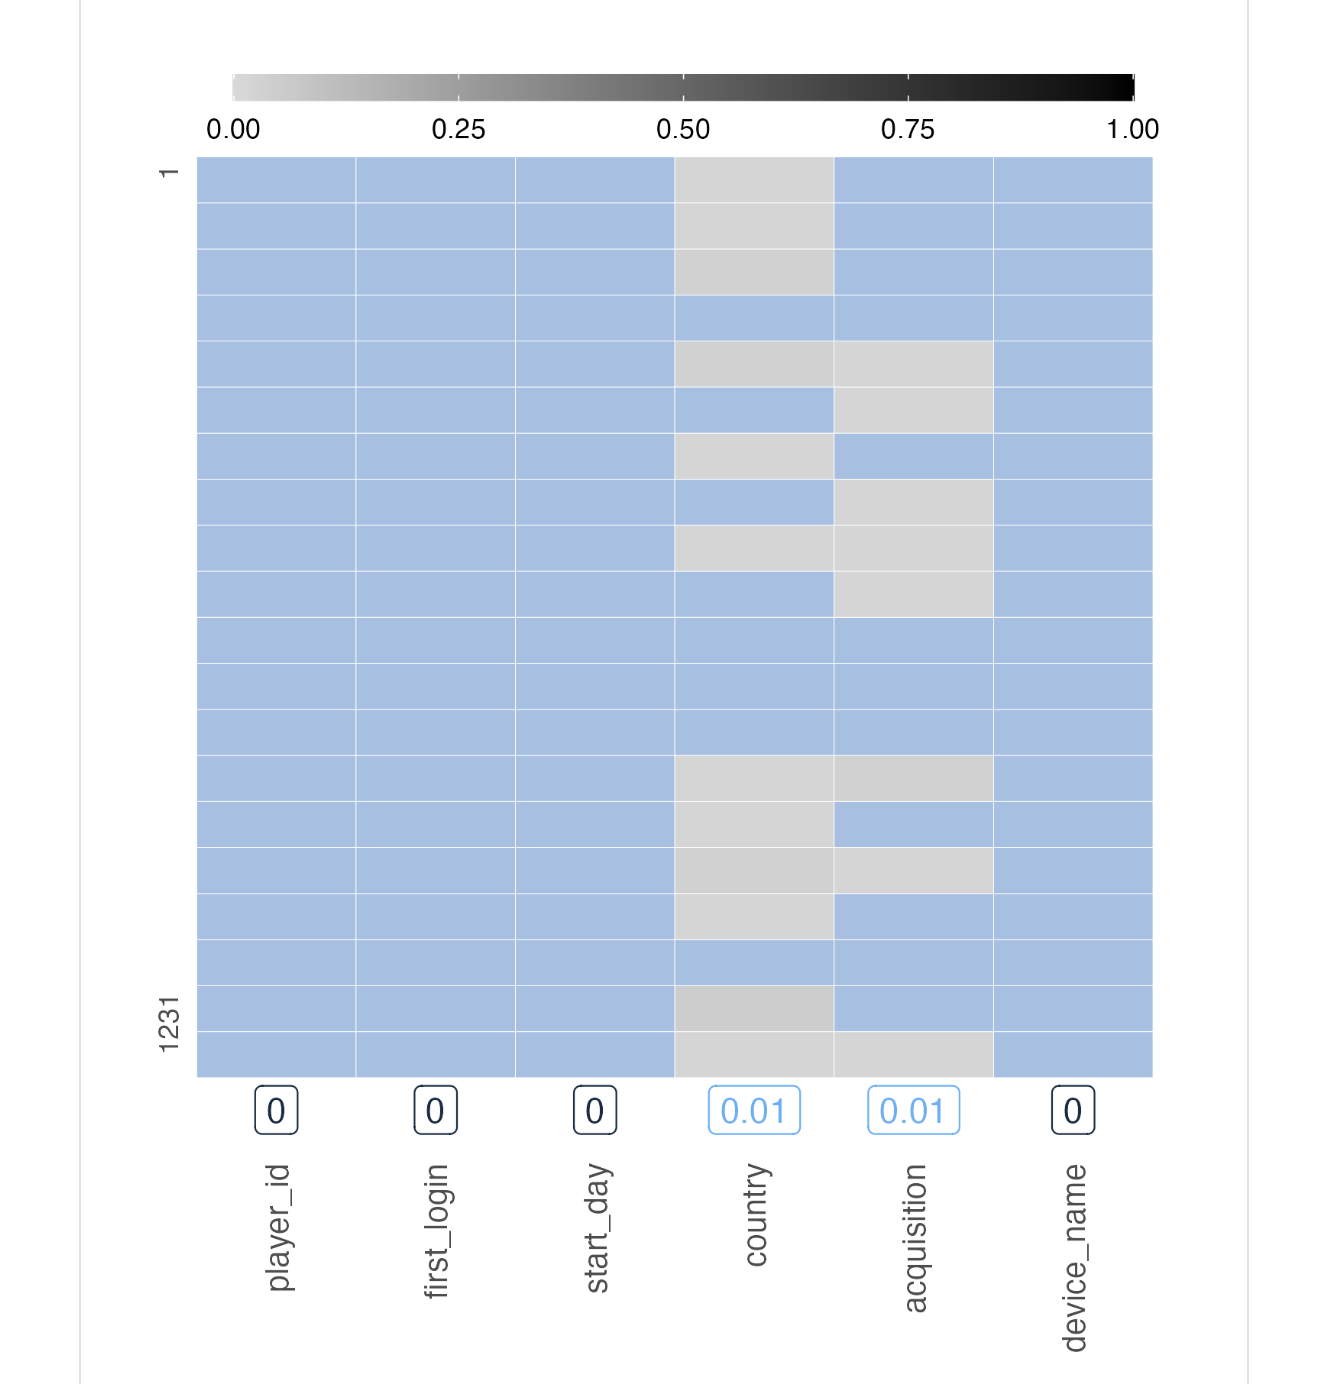 0.00 0.25 0.50 0.75 1.00
1
1231
0 0 0 0.01 0.01 0
player_id
first_login
start_day
country
acquisition
device_name